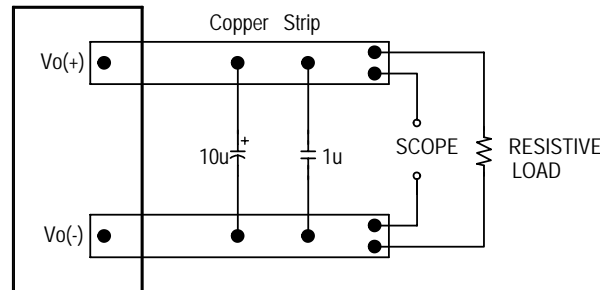 Copper Strip
Vo(+)
+
10u
1u
SCOPE
RESISTIVE
LOAD
Vo(-)